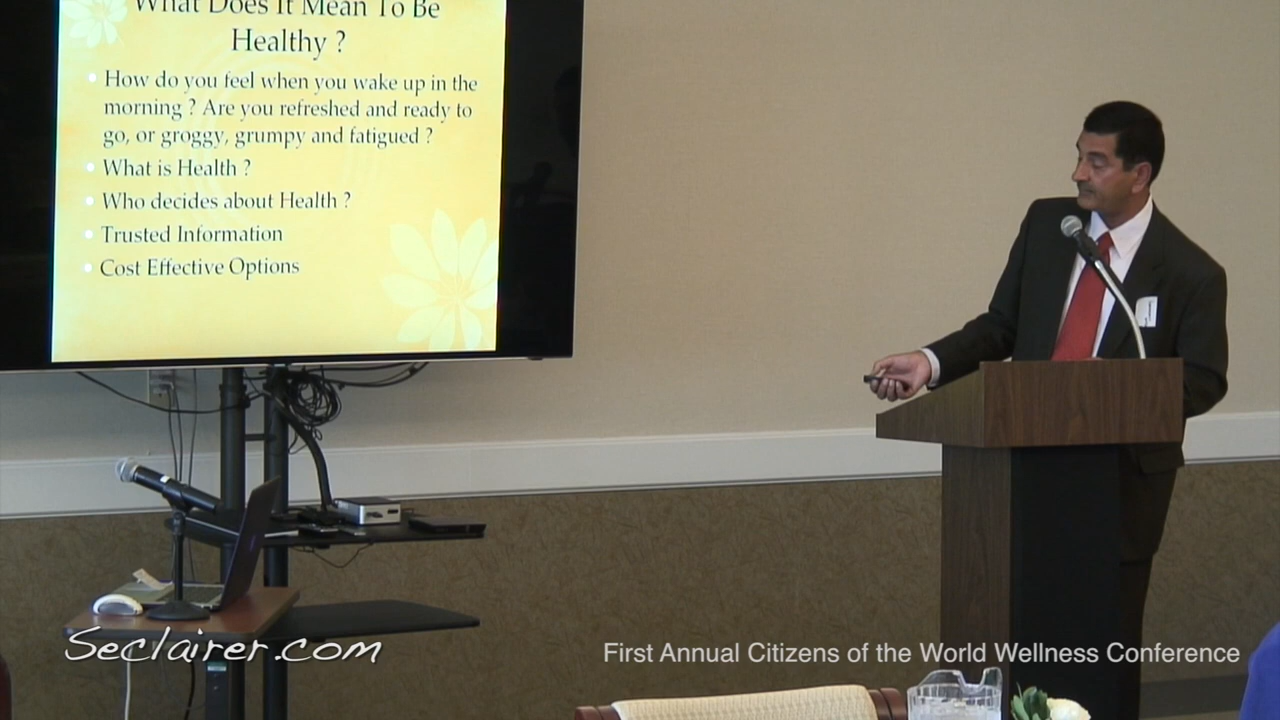 What Does It Mean To Be
Healthy ?
How do you feel when you wake up in the
morning ? Are you refreshed and ready to
go, or groggy, grumpy and fatigued ?
What is Health ?
Who decides about Health ?
Trusted Information
Cost Effective Options
Seclairer.com
First Annual Citizens of the World Wellness Conference